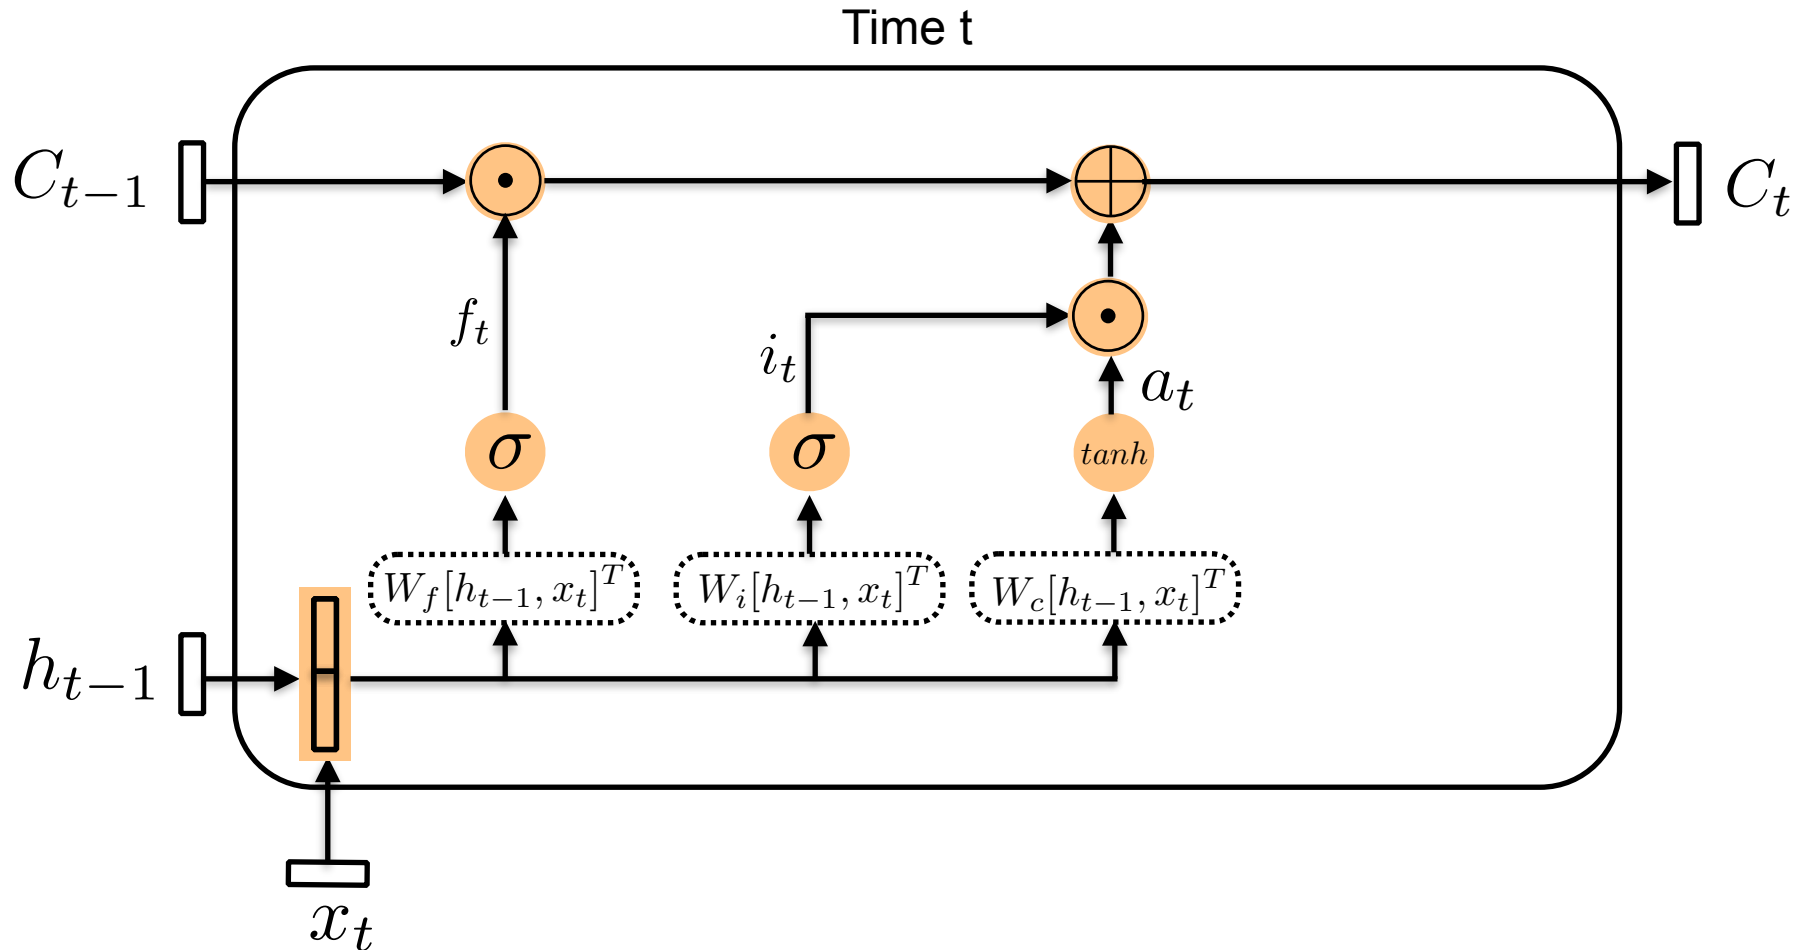 Time t
C_{t-1}
C_t
f_t
i_t
a_t
σ
σ
tanh
W_f[h_{t-1}, x_t]^T
W_i[h_{t-1}, x_t]^T
W_c[h_{t-1}, x_t]^T
h_{t-1}
x_t